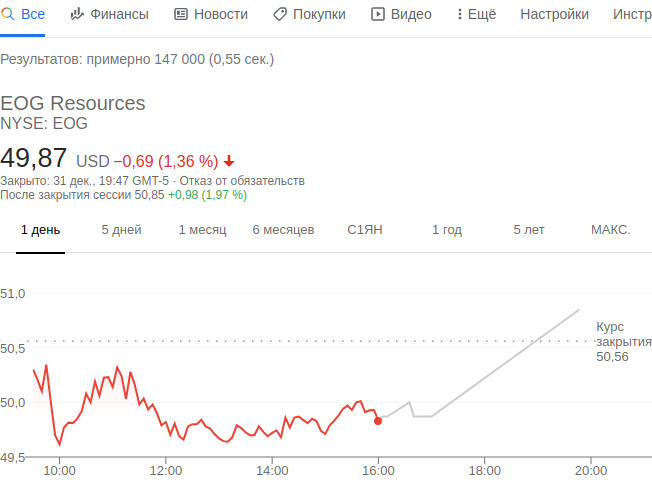 Все Финансы Новости Покупки Видео Ещё Настройки Инстр
Результатов: примерно 147 000 (0,55 сек.)
EOG Resources
NYSE: EOG
49,87 USD −0,69 (1,36 %)
Закрыто: 31 дек., 19:47 GMT-5 · Отказ от обязательств
После закрытия сессии 50,85 +0,98 (1,97 %)
1 день 5 дней 1 месяц 6 месяцев С1ЯН 1 год 5 лет МАКС.
51,0
Курс
закрытия
50,56
50,5
50,0
49,5
10:00 12:00 14:00 16:00 18:00 20:00